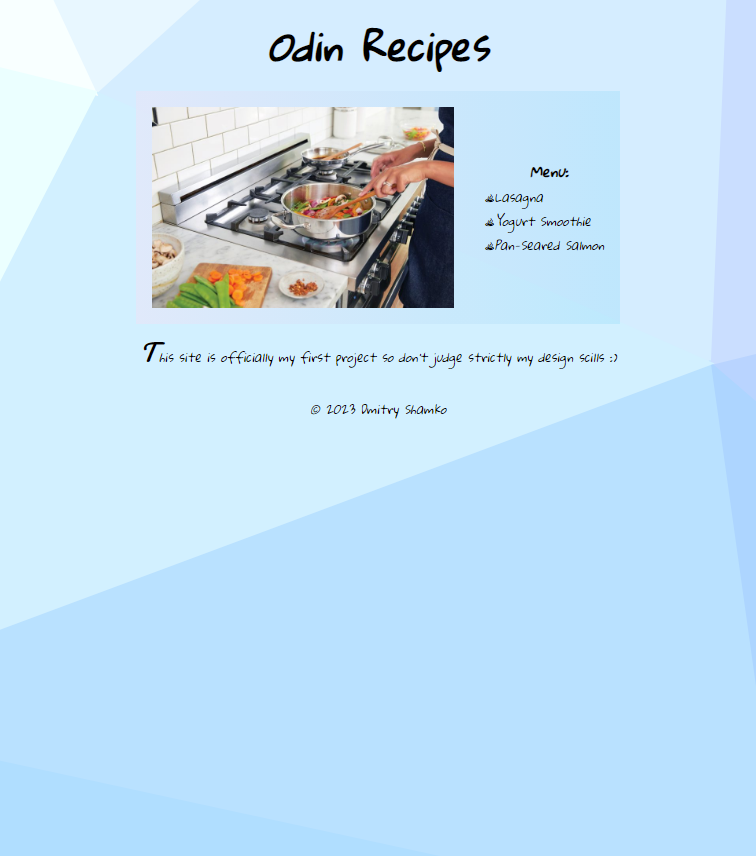 Odin Recipes
Menu:
Lasagna
Yogurt Smoothie
Pan-Seared Salmon
This site is officially my first project so don't judge strictly my design scills :)
© 2023 Dmitry Shamko